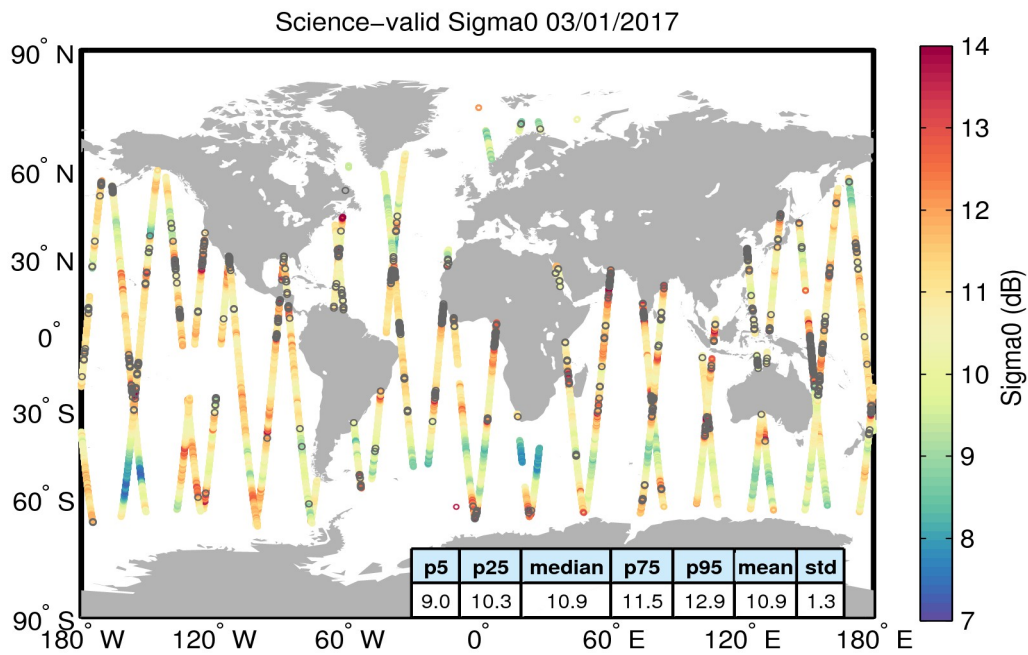 Science−valid Sigma0 03/01/2017
90° N
60° N
30° N
0°
30° S
60° S
90° S
180° W
120° W
60° W
0°
60° E
120° E
180° E
14
13
12
11
10
9
8
7
Sigma0 (dB)
p5 p25 median p75 p95 mean std
9.0 10.3 10.9 11.5 12.9 10.9 1.3